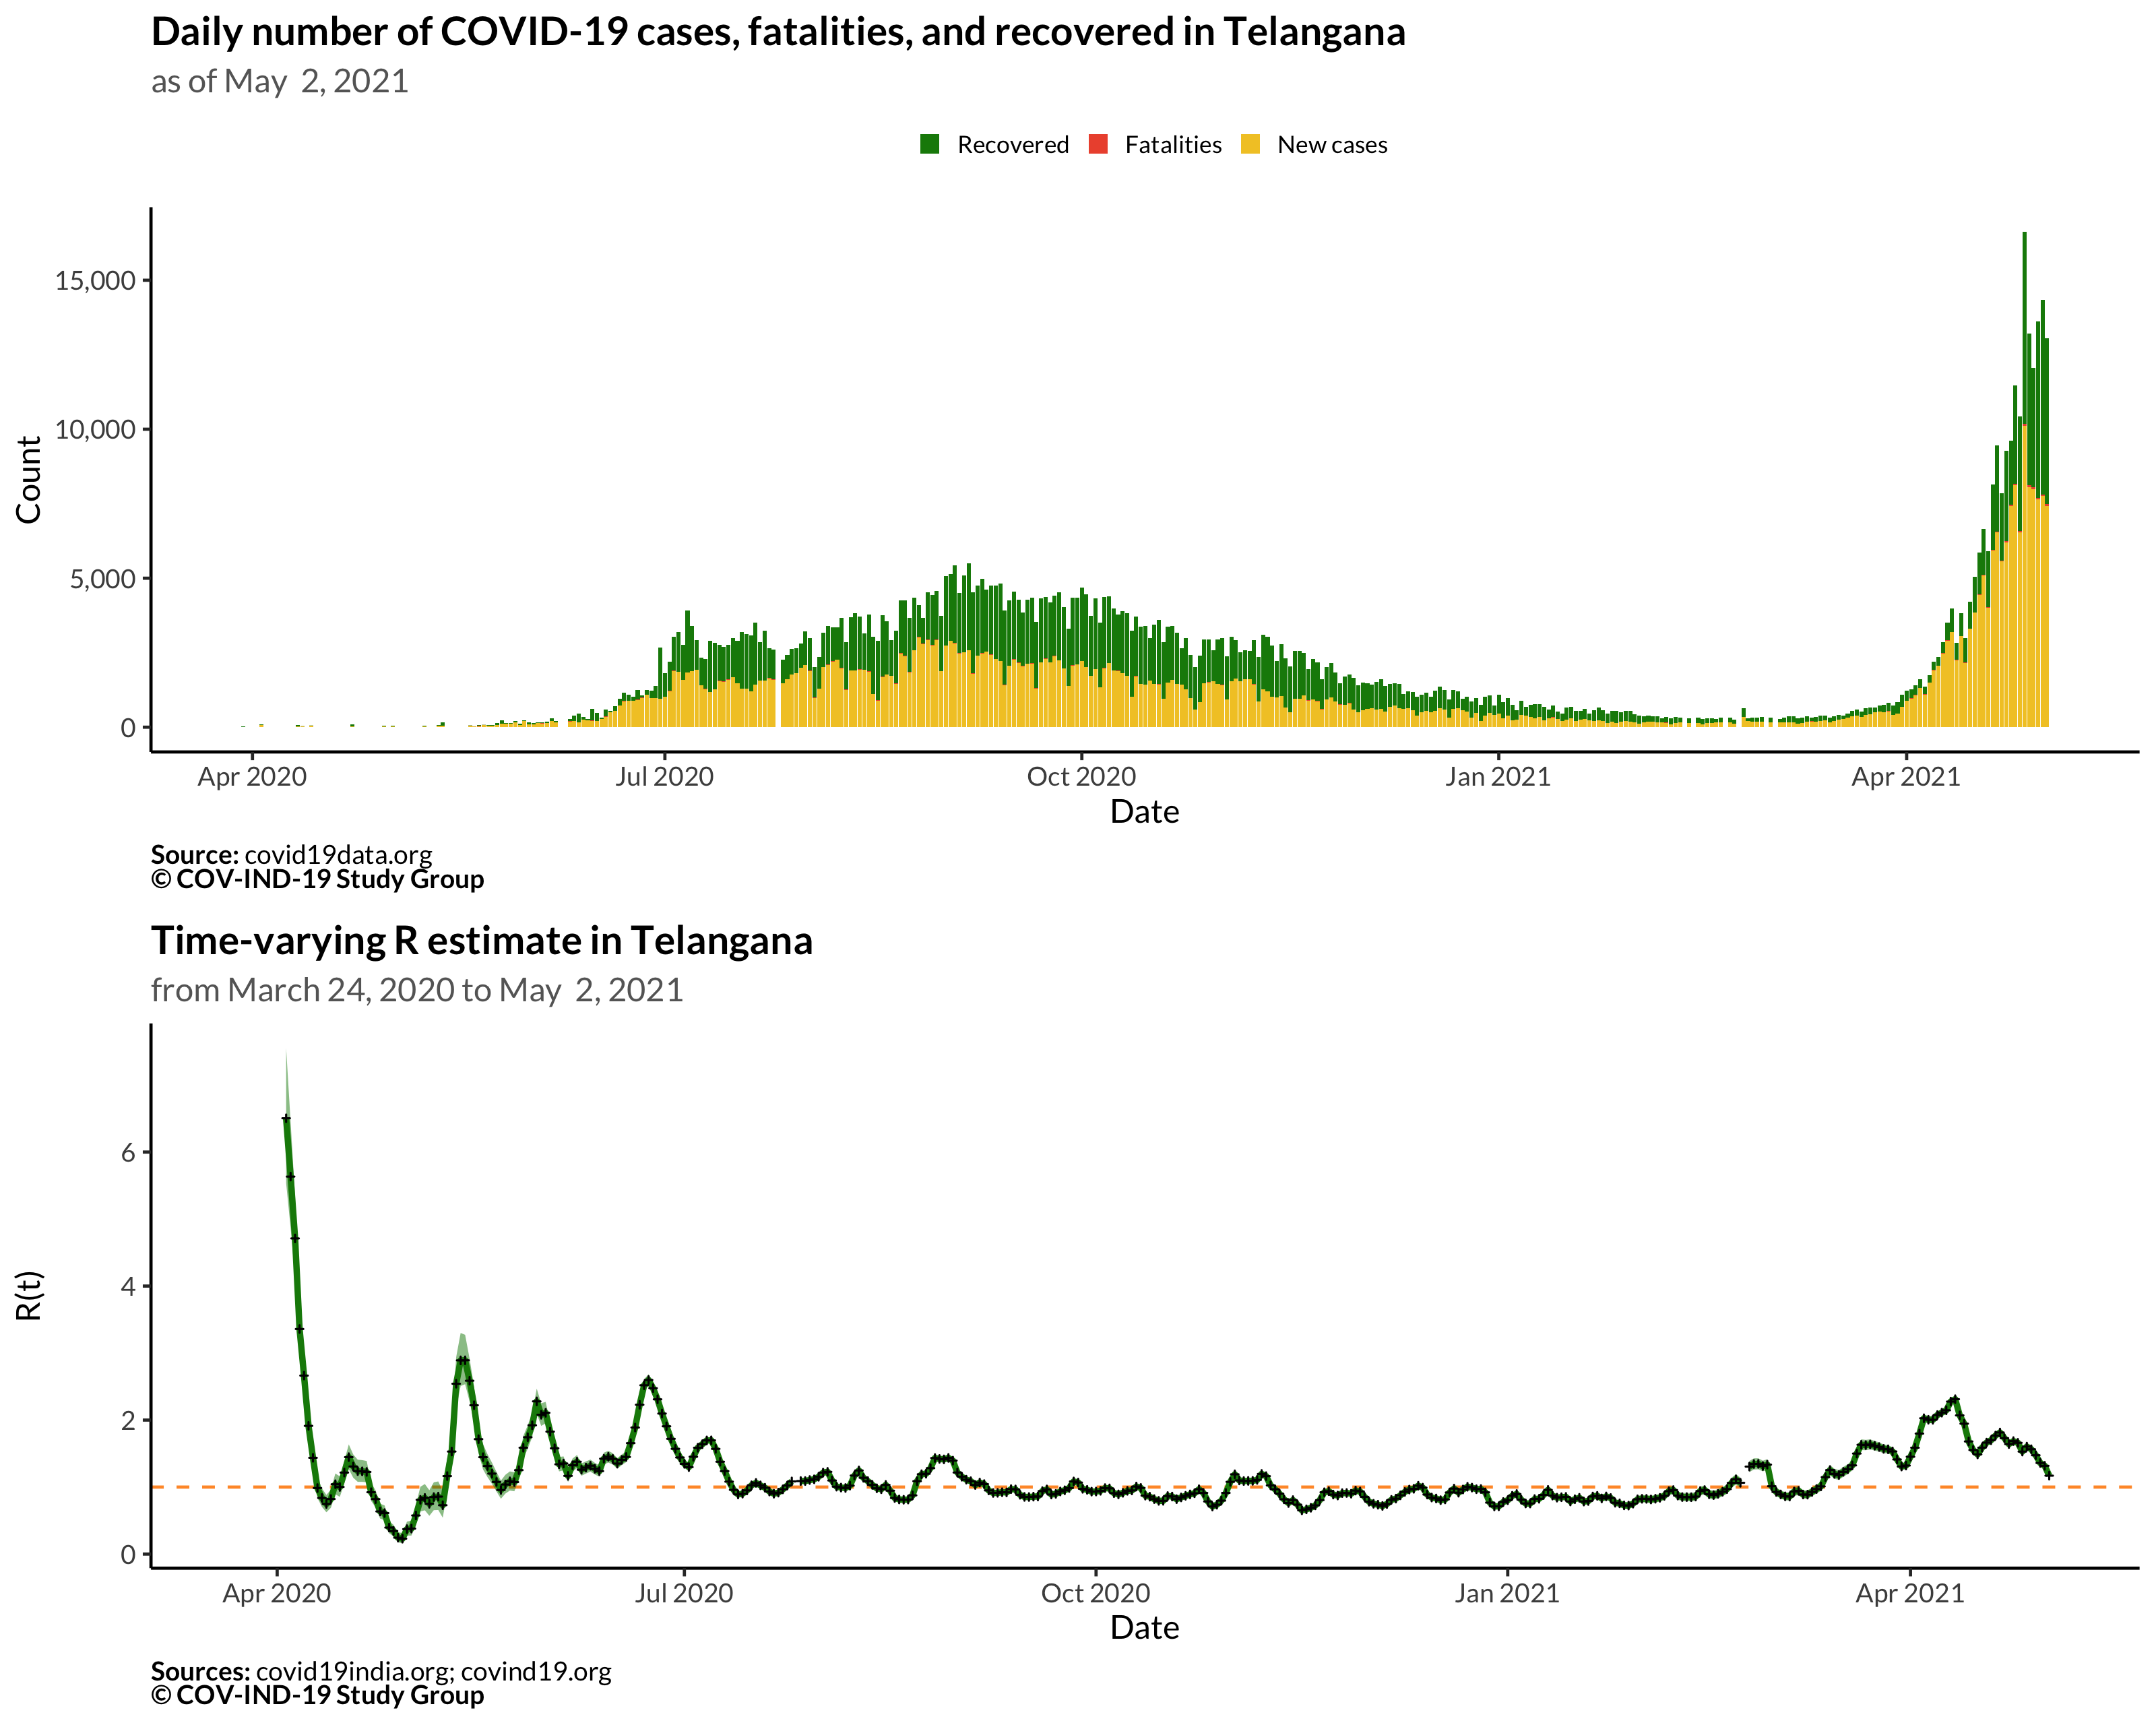 Daily number of COVID-19 cases, fatalities, and recovered in Telangana
as of May  2, 2021
Recovered Fatalities New cases
15,000
10,000
5,000
0
Count
Apr 2020 Jul 2020 Oct 2020 Jan 2021 Apr 2021
Date
Source: covid19data.org
© COV-IND-19 Study Group
Time-varying R estimate in Telangana
from March 24, 2020 to May  2, 2021
6
4
2
0
R(t)
Apr 2020 Jul 2020 Oct 2020 Jan 2021 Apr 2021
Date
Sources: covid19india.org; covind19.org
© COV-IND-19 Study Group